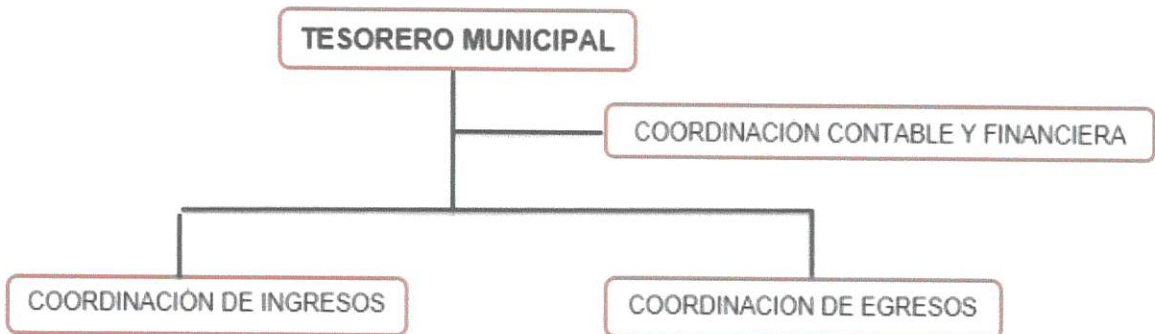 TESORERO MUNICIPAL
COORDINACIÓN CONTABLE Y FINANCIERA
COORDINACIÓN DE INGRESOS
COORDINACION DE EGRESOS